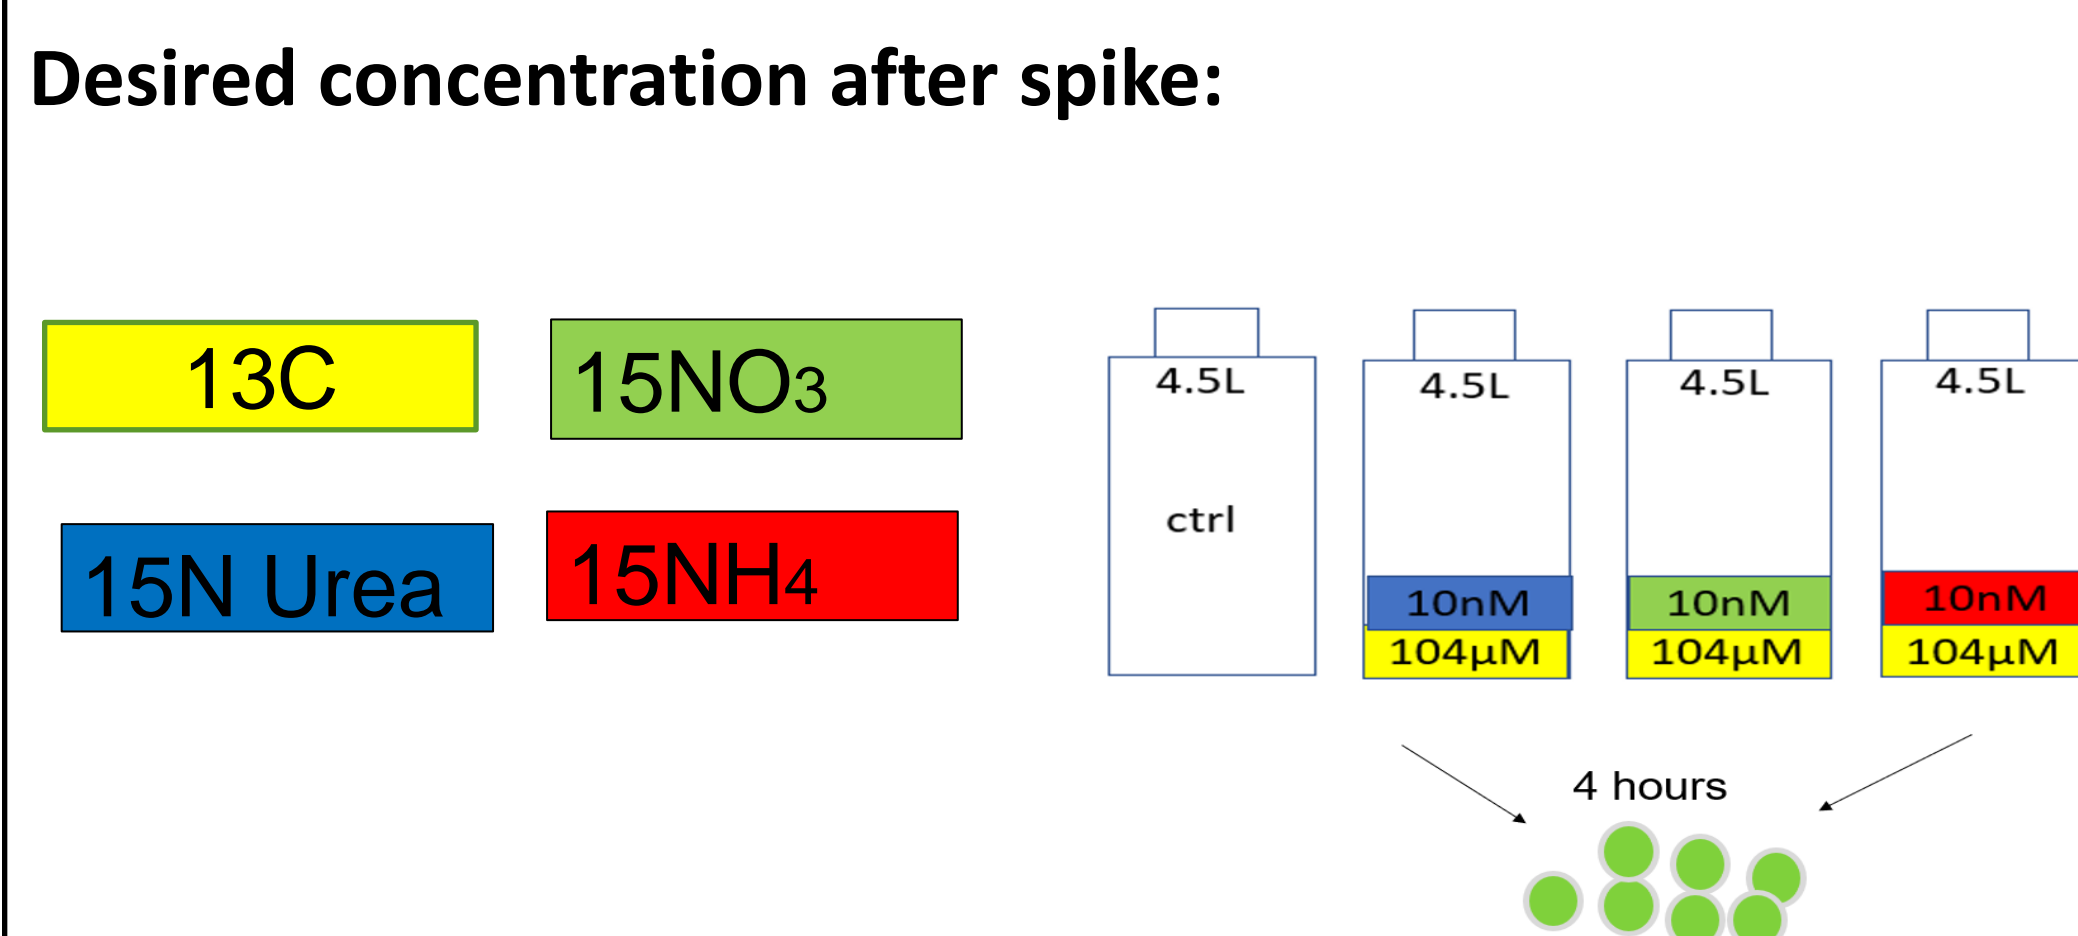 Desired concentration after spike:
13C
15NO3
15N Urea
15NH4
4.5L
4.5L
4.5L
4.5L
ctrl
10nM
10nM
10nM
104µM
104µM
104µM
4 hours